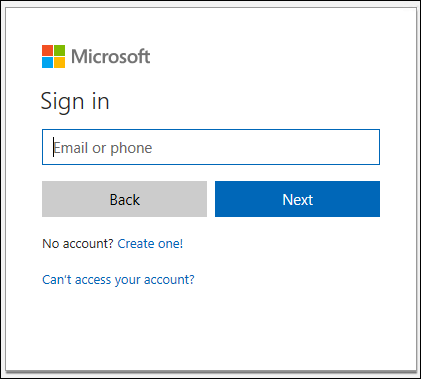 Microsoft
Sign in
Email or phone
Back Next
No account? Create one!
Can't access your account?